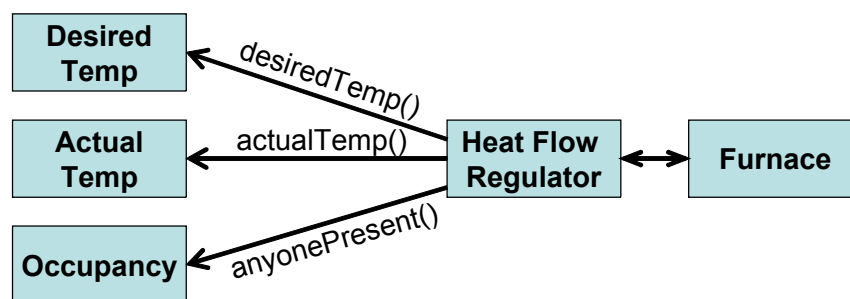 Desired
Temp
desiredTemp()
Actual
Temp
actualTemp()
Heat Flow
Regulator
Furnace
Occupancy
anyonePresent()